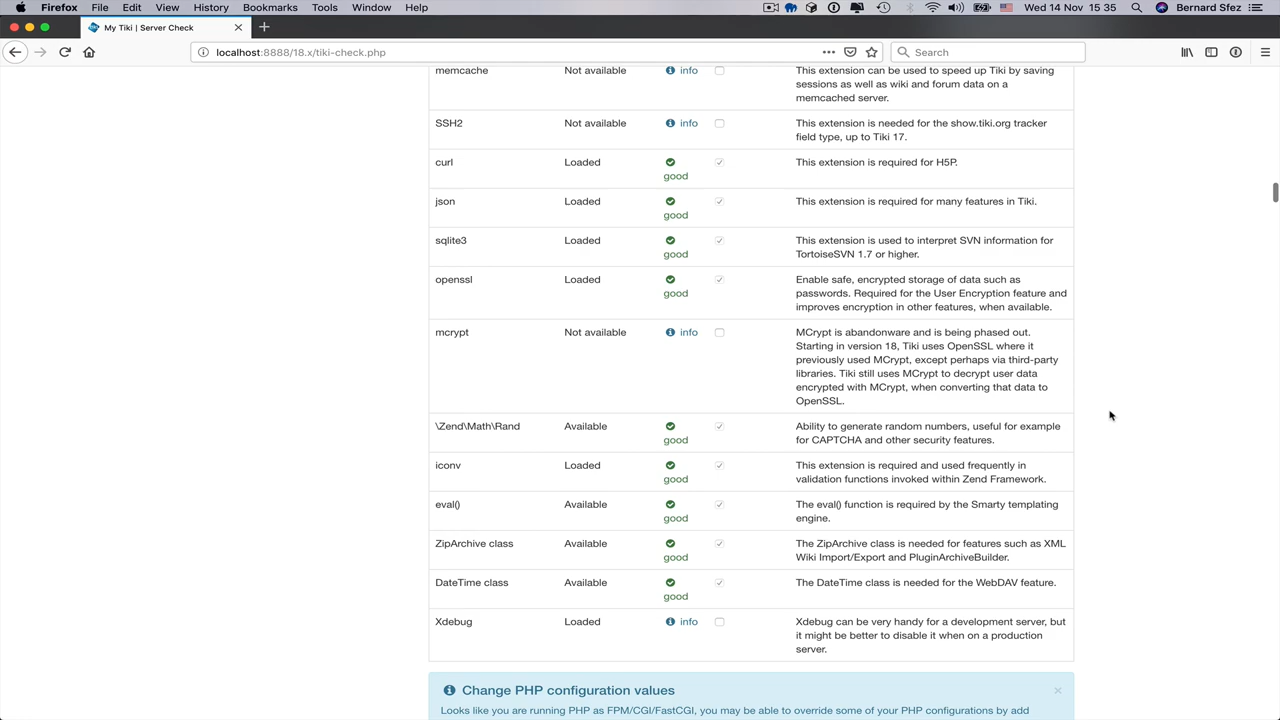 Firefox File Edit View History Bookmarks Tools Window Help Wed 14 Nov 15 35 Bernard Sfez
My Tiki | Server Check
localhost:8888/18.x/tiki-check.php
Search
memcache Not available info This extension can be used to speed up Tiki by saving
sessions as well as wiki and forum data on a
memcached server.
SSH2 Not available info This extension is needed for the show.tiki.org tracker
field type, up to Tiki 17.
curl Loaded This extension is required for H5P.
good
json Loaded This extension is required for many features in Tiki.
good
sqlite3 Loaded This extension is used to interpret SVN information for
good TortoiseSVN 1.7 or higher.
openssl Loaded Enable safe, encrypted storage of data such as
good passwords. Required for the User Encryption feature and
improves encryption in other features, when available.
mcrypt Not available info MCrypt is abandonware and is being phased out.
Starting in version 18, Tiki uses OpenSSL where it
previously used MCrypt, except perhaps via third-party
libraries. Tiki still uses MCrypt to decrypt user data
encrypted with MCrypt, when converting that data to
OpenSSL.
\Zend\Math\Rand Available Ability to generate random numbers, useful for example
good for CAPTCHA and other security features.
iconv Loaded This extension is required and used frequently in
good validation functions invoked within Zend Framework.
eval() Available The eval() function is required by the Smarty templating
good engine.
ZipArchive class Available The ZipArchive class is needed for features such as XML
good Wiki Import/Export and PluginArchiveBuilder.
DateTime class Available The DateTime class is needed for the WebDAV feature.
good
Xdebug Loaded info Xdebug can be very handy for a development server, but
it might be better to disable it when on a production
server.
Change PHP configuration values
Looks like you are running PHP as FPM/CGI/FastCGI, you may be able to override some of your PHP configurations by add